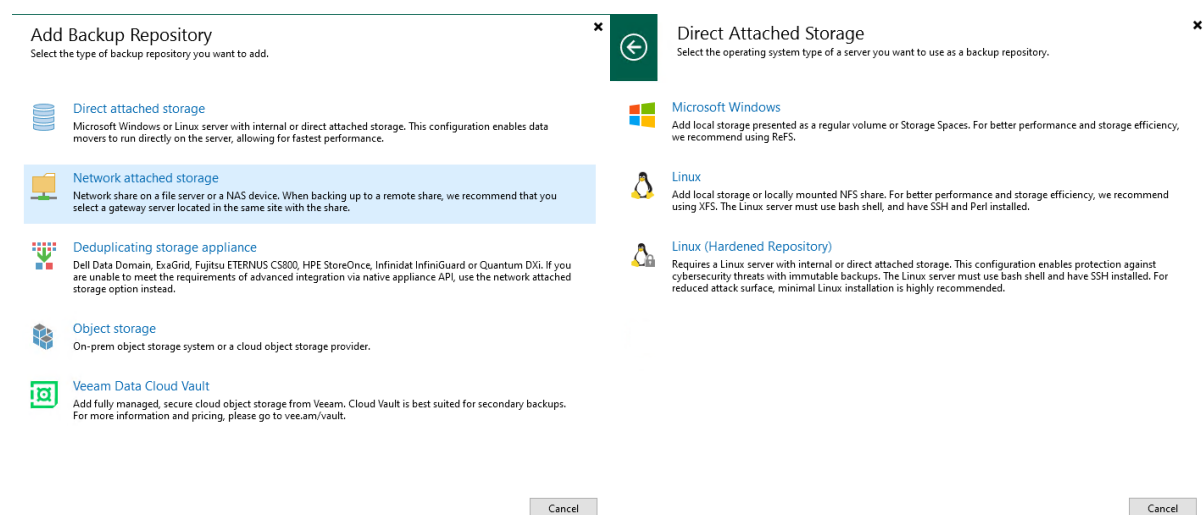 Add Backup Repository
Select the type of backup repository you want to add.
Direct attached storage
Microsoft Windows or Linux server with internal or direct attached storage. This configuration enables data
movers to run directly on the server, allowing for fastest performance.
Network attached storage
Network share on a file server or a NAS device. When backing up to a remote share, we recommend that you
select a gateway server located in the same site with the share.
Deduplicating storage appliance
Dell Data Domain, ExaGrid, Fujitsu ETERNUS CS800, HPE StoreOnce, Infinidat InfiniGuard or Quantum DXi. If you
are unable to meet the requirements of advanced integration via native appliance API, use the network attached
storage option instead.
Object storage
On-prem object storage system or a cloud object storage provider.
Veeam Data Cloud Vault
Add fully managed, secure cloud object storage from Veeam. Cloud Vault is best suited for secondary backups.
For more information and pricing, please go to vee.am/vault.
Cancel
Direct Attached Storage
Select the operating system type of a server you want to use as a backup repository.
Microsoft Windows
Add local storage presented as a regular volume or Storage Spaces. For better performance and storage efficiency,
we recommend using ReFS.
Linux
Add local storage or locally mounted NFS share. For better performance and storage efficiency, we recommend
using XFS. The Linux server must use bash shell, and have SSH and Perl installed.
Linux (Hardened Repository)
Requires a Linux server with internal or direct attached storage. This configuration enables protection against
cybersecurity threats with immutable backups. The Linux server must use bash shell and have SSH installed. For
reduced attack surface, minimal Linux installation is highly recommended.
Cancel